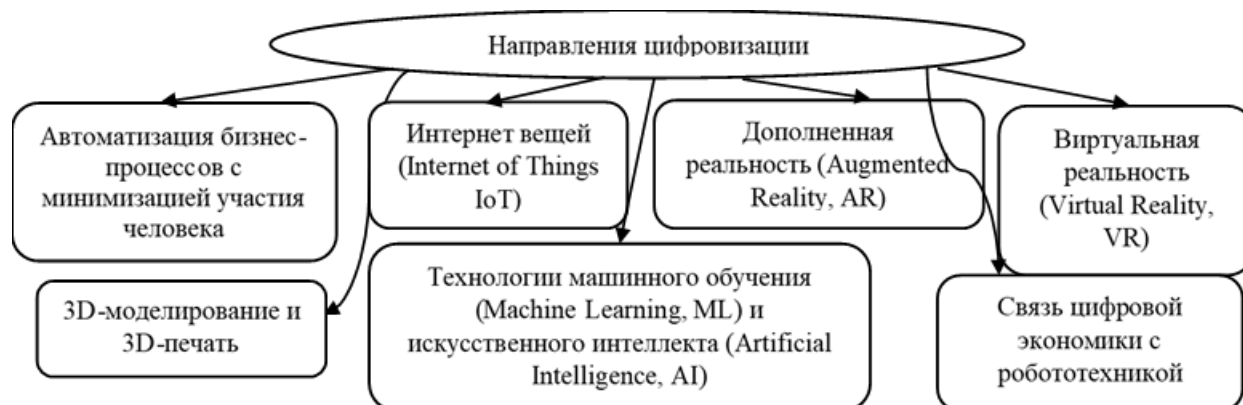 Направления цифровизации
Автоматизация бизнес-
процессов с
минимизацией участия
человека
Интернет вещей
(Internet of Things
IoT)
Дополненная
реальность (Augmented
Reality, AR)
Виртуальная
реальность
(Virtual Reality,
VR)
3D-моделирование и
3D-печать
Технологии машинного обучения
(Machine Learning, ML) и
искусственного интеллекта (Artificial
Intelligence, AI)
Связь цифровой
экономики с
робототехникой